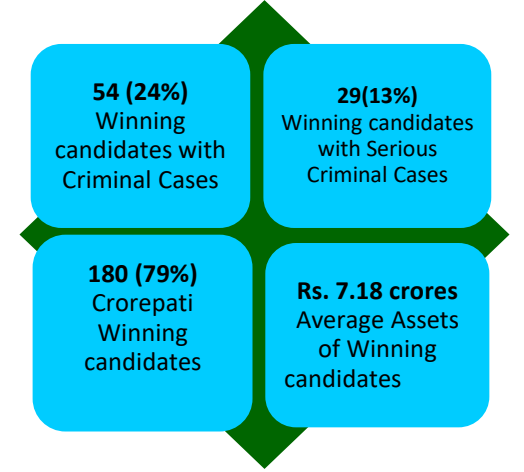 54 (24%)
Winning
candidates with
Criminal Cases
29(13%)
Winning candidates
with Serious
Criminal Cases
180 (79%)
Crorepati
Winning
candidates
Rs. 7.18 crores
Average Assets
of Winning
candidates